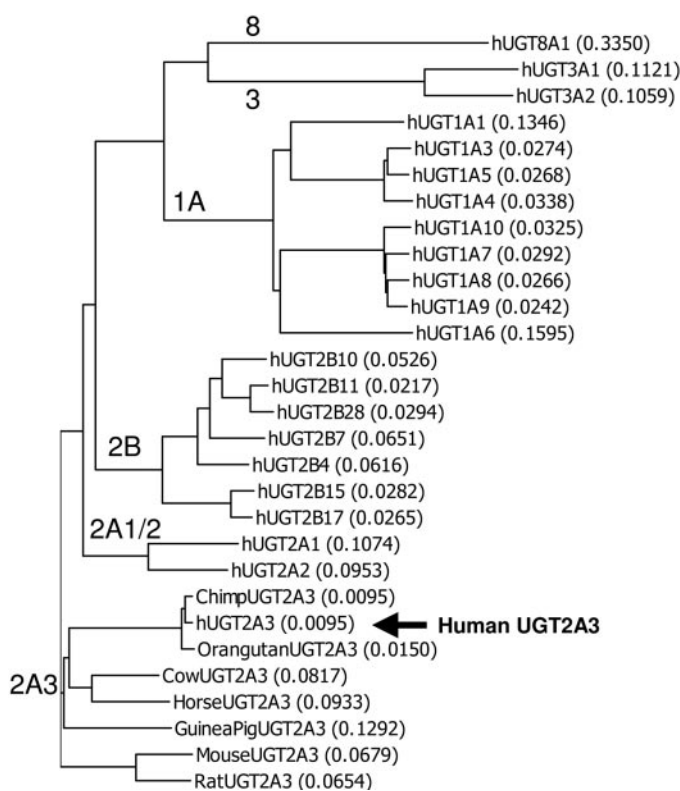 8
hUGT8A1 (0.3350)
hUGT3A1 (0.1121)
3
hUGT3A2 (0.1059)
hUGT1A1 (0.1346)
hUGT1A3 (0.0274)
hUGT1A5 (0.0268)
1A
hUGT1A4 (0.0338)
hUGT1A10 (0.0325)
hUGT1A7 (0.0292)
hUGT1A8 (0.0266)
hUGT1A9 (0.0242)
hUGT1A6 (0.1595)
hUGT2B10 (0.0526)
hUGT2B11 (0.0217)
hUGT2B28 (0.0294)
hUGT2B7 (0.0651)
2B
hUGT2B4 (0.0616)
hUGT2B15 (0.0282)
hUGT2B17 (0.0265)
2A1/2
hUGT2A1 (0.1074)
hUGT2A2 (0.0953)
ChimpUGT2A3 (0.0095)
hUGT2A3 (0.0095) Human UGT2A3
OrangutanUGT2A3 (0.0150)
CowUGT2A3 (0.0817)
2A3
HorseUGT2A3 (0.0933)
GuineaPigUGT2A3 (0.1292)
MouseUGT2A3 (0.0679)
RatUGT2A3 (0.0654)